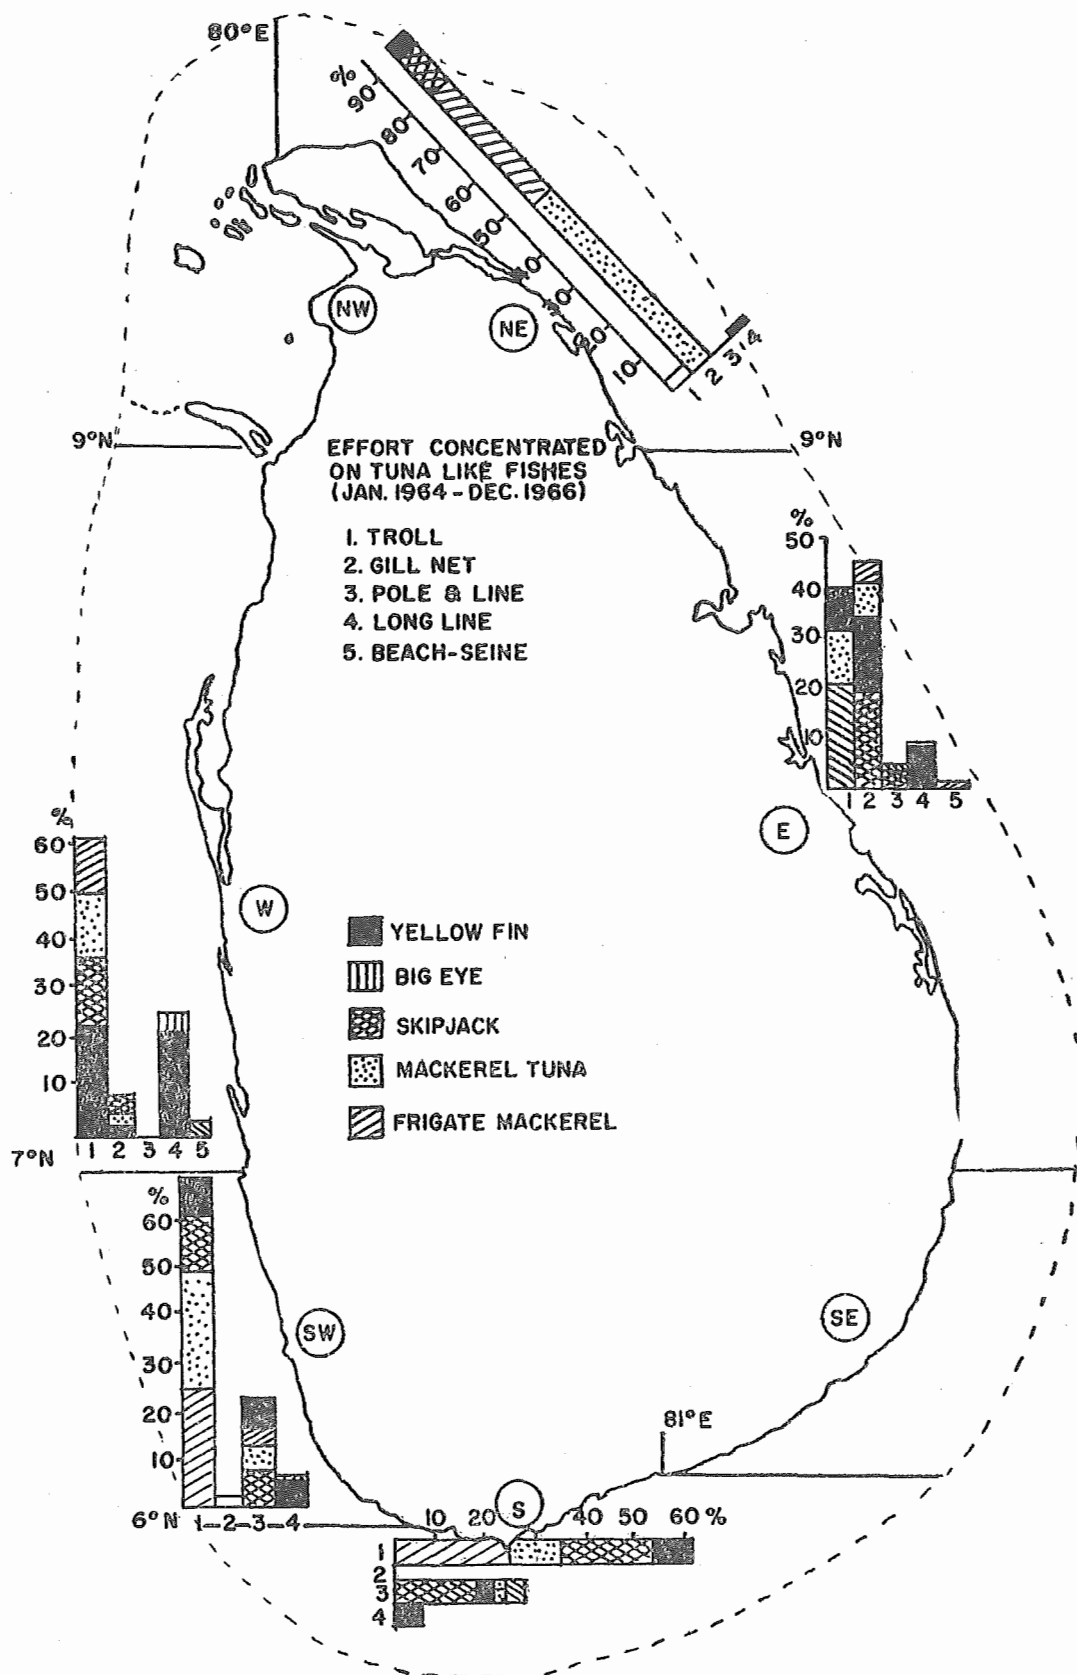 80°E
%
90
80
70
60
50
0
0
20
10
1
2
3
4
NW
NE
9°N
9°N
EFFORT CONCENTRATED
ON TUNA LIKE FISHES
(JAN. 1964 - DEC. 1966)
1. TROLL
2. GILL NET
3. POLE & LINE
4. LONG LINE
5. BEACH-SEINE
%
50
40
30
20
10
1 2 3 4 5
E
%
60
50
40
30
20
10
1 2 3 4 5
W
YELLOW FIN
BIG EYE
SKIPJACK
MACKEREL TUNA
FRIGATE MACKEREL
7°N
%
60
50
40
30
20
10
6°N
1-2-3-4
SW
SE
81°E
S
10 20 40 50 60 %
1
2
3
4